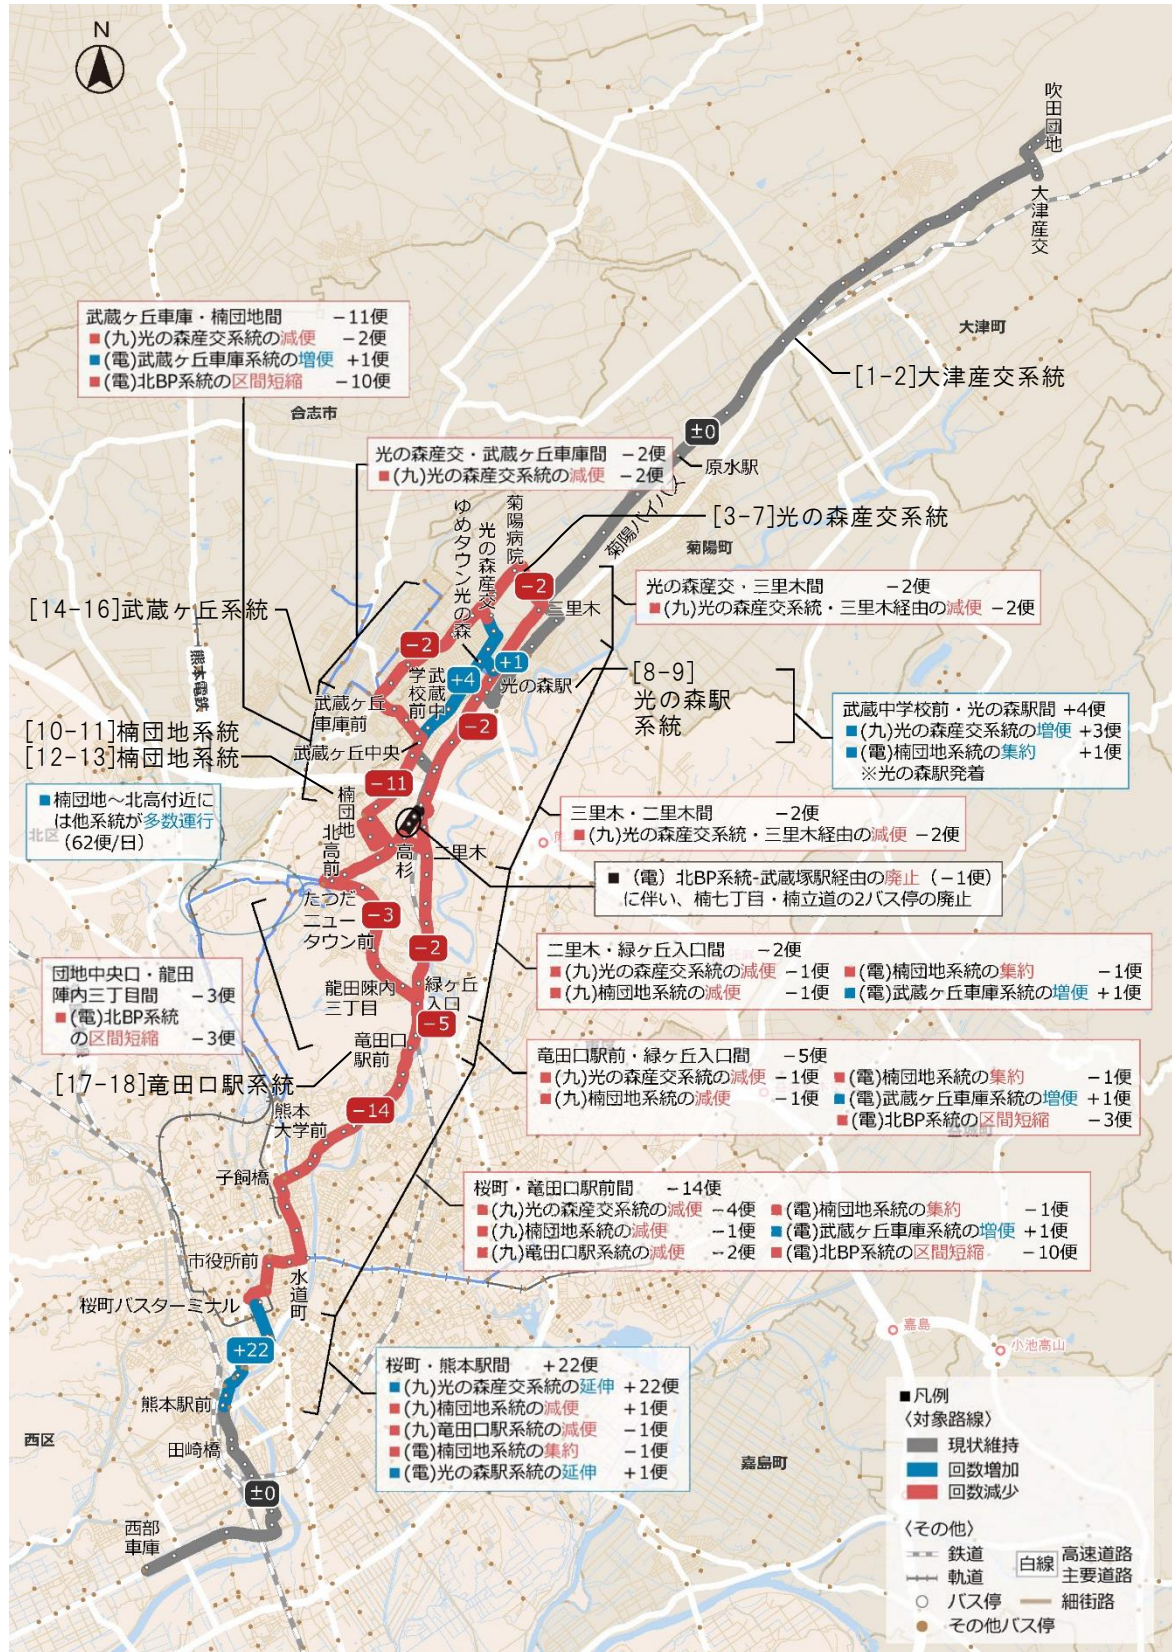 N
吹田団地
大津産交
大津町
[1-2]大津産交系統
武蔵ヶ丘車庫・楠団地間 －11便
■(九)光の森産交系統の減便 －2便
■(電)武蔵ヶ丘車庫系統の増便 +1便
■(電)北BP系統の区間短縮 －10便
合志市
±0
原水駅
光の森産交・武蔵ヶ丘車庫間 －2便
■(九)光の森産交系統の減便 －2便
菊陽バイパス
[3-7]光の森産交系統
菊陽町
菊陽病院
光の森産交
ゆめタウン光の森
-2
三里木
光の森産交・三里木間 －2便
■(九)光の森産交系統・三里木経由の減便 －2便
[14-16]武蔵ヶ丘系統
熊本電鉄
-2
+1
+4
武蔵中学校前
光の森駅
[8-9]
光の森駅
系統
武蔵ヶ丘
車庫前
-2
武蔵中学校前・光の森駅間 +4便
■(九)光の森産交系統の増便 +3便
■(電)楠団地系統の集約 +1便
※光の森駅発着
[10-11]楠団地系統
武蔵ヶ丘中央
[12-13]楠団地系統
-11
■楠団地～北高付近に
は他系統が多数運行
（62便/日）
北区
楠団地
北高前
高杉
二里木
三里木・二里木間 －2便
■(九)光の森産交系統・三里木経由の減便 －2便
■（電）北BP系統-武蔵塚駅経由の廃止（－1便）
に伴い、楠七丁目・楠立道の2バス停の廃止
たつだ
ニュー
タウン前
-3
-2
二里木・緑ヶ丘入口間 －2便
■(九)光の森産交系統の減便 －1便 ■(電)楠団地系統の集約 －1便
■(九)楠団地系統の減便 －1便 ■(電)武蔵ヶ丘車庫系統の増便 +1便
団地中央口・龍田
陣内三丁目間 －3便
■(電)北BP系統
の区間短縮 －3便
龍田陳内
三丁目
緑ヶ丘
入口
-5
竜田口
駅前
竜田口駅前・緑ヶ丘入口間 －5便
■(九)光の森産交系統の減便 －1便 ■(電)楠団地系統の集約 －1便
■(九)楠団地系統の減便 －1便 ■(電)武蔵ヶ丘車庫系統の増便 +1便
■(電)北BP系統の区間短縮 －3便
[17-18]竜田口駅系統
-14
熊本
大学前
子飼橋
桜町・竜田口駅前間 －14便
■(九)光の森産交系統の減便 －4便 ■(電)楠団地系統の集約 －1便
■(九)楠団地系統の減便 －1便 ■(電)武蔵ヶ丘車庫系統の増便 +1便
■(九)竜田口駅系統の減便 －2便 ■(電)北BP系統の区間短縮 －10便
市役所前
水道町
桜町バスターミナル
+22
桜町・熊本駅間 +22便
■(九)光の森産交系統の延伸 +22便
■(九)楠団地系統の減便 +1便
■(九)竜田口駅系統の減便 －1便
■(電)楠団地系統の集約 －1便
■(電)光の森駅系統の延伸 +1便
嘉島
小池高山
熊本駅前
西区
田崎橋
嘉島町
±0
西部
車庫
■凡例
〈対象路線〉
現状維持
回数増加
回数減少
〈その他〉
鉄道 白線 高速道路
軌道 主要道路
バス停 細街路
その他バス停